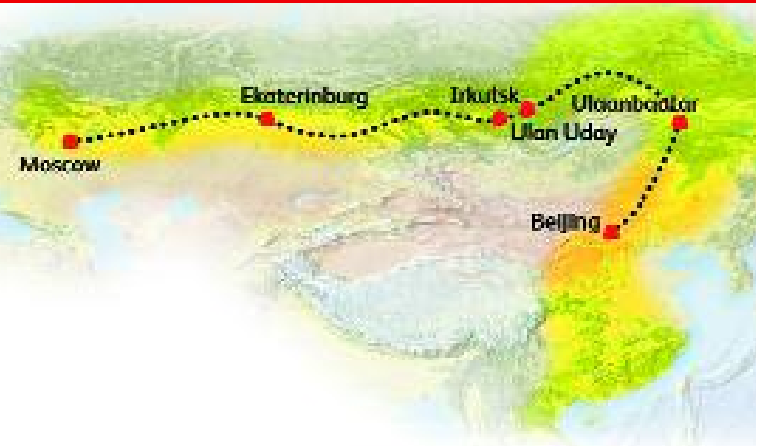 Ekaterinburg
Irkutsk
Ulaanbaatar
Ulan Uday
Moscow
Beijing